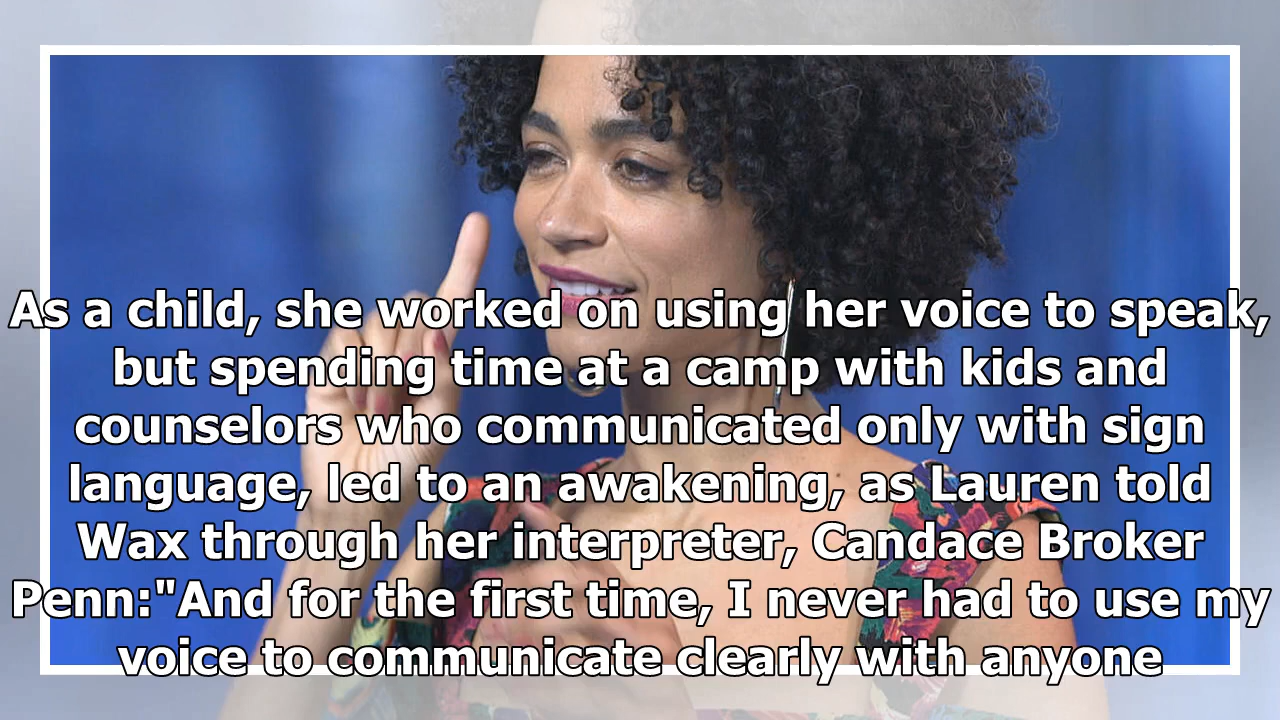 As a child, she worked on using her voice to speak,
but spending time at a camp with kids and
counselors who communicated only with sign
language, led to an awakening, as Lauren told
Wax through her interpreter, Candace Broker
Penn:"And for the first time, I never had to use my
voice to communicate clearly with anyone